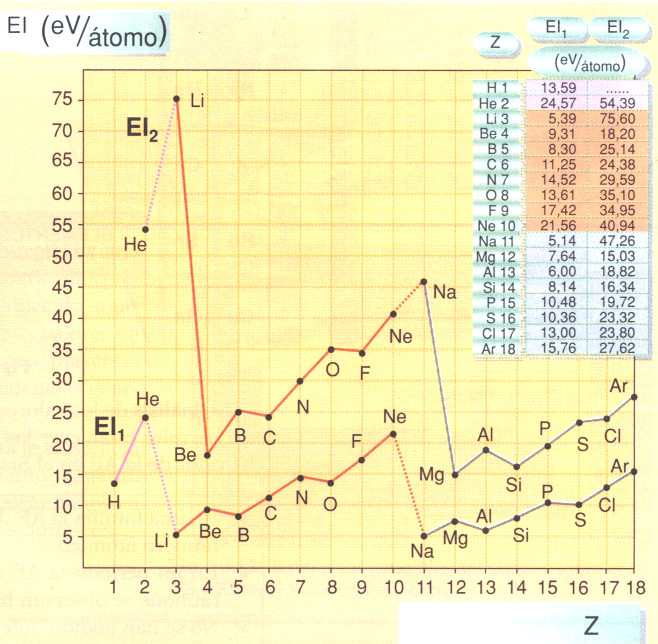 EI (eV/átomo)
Z EI1 EI2
(eV/átomo)
H 1 13,59 ......
He 2 24,57 54,39
Li 3 5,39 75,60
Be 4 9,31 18,20
B 5 8,30 25,14
C 6 11,25 24,38
N 7 14,52 29,59
O 8 13,61 35,10
F 9 17,42 34,95
Ne 10 21,56 40,94
Na 11 5,14 47,26
Mg 12 7,64 15,03
Al 13 6,00 18,82
Si 14 8,14 16,34
P 15 10,48 19,72
S 16 10,36 23,32
Cl 17 13,00 23,80
Ar 18 15,76 27,62
75
70
65
60
55
50
45
40
35
30
25
20
15
10
5
EI2
He Li Be B C N O F Ne Na Mg Al Si P S Cl Ar
EI1
H He Li Be B C N O F Ne Na Mg Al Si P S Cl Ar
1 2 3 4 5 6 7 8 9 10 11 12 13 14 15 16 17 18
Z